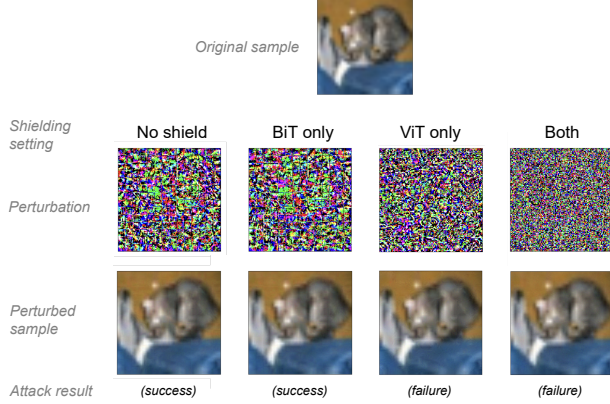 Original sample
Shielding
setting
No shield
BiT only
ViT only
Both
Perturbation
Perturbed
sample
Attack result
(success)
(success)
(failure)
(failure)